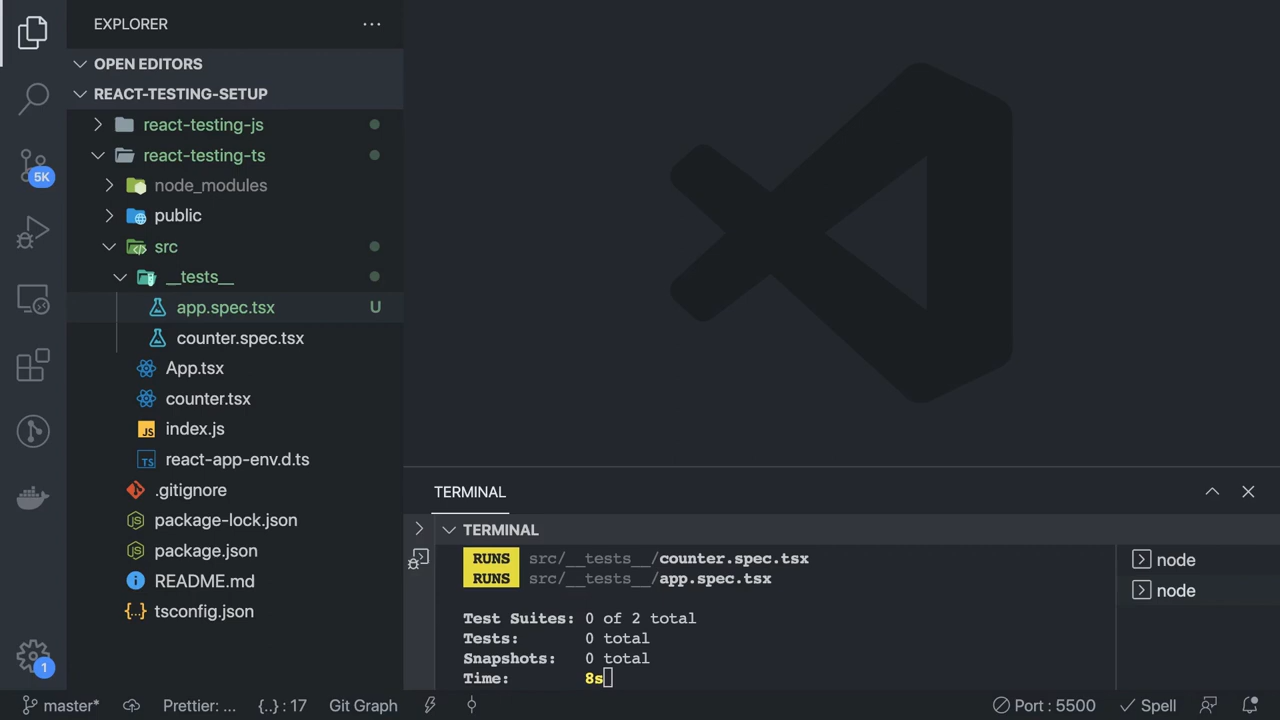 EXPLORER
OPEN EDITORS
REACT-TESTING-SETUP
react-testing-js
react-testing-ts
node_modules
public
src
__tests__
app.spec.tsx U
counter.spec.tsx
App.tsx
counter.tsx
JS index.js
TS react-app-env.d.ts
.gitignore
package-lock.json
package.json
README.md
{..} tsconfig.json
5K
1
TERMINAL
TERMINAL
RUNS src/__tests__/counter.spec.tsx
RUNS src/__tests__/app.spec.tsx
Test Suites: 0 of 2 total
Tests: 0 total
Snapshots: 0 total
Time: 8s
node
node
master* Prettier: ... {..} : 17 Git Graph Port : 5500 Spell